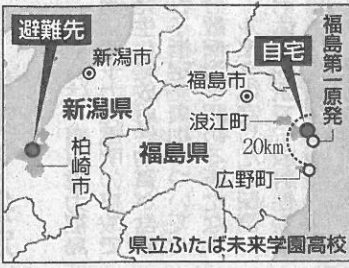 避難先
新潟市
新潟県
柏崎市
福島市
福島県
自宅
福島第一原発
浪江町
20km
広野町
県立ふたば未来学園高校